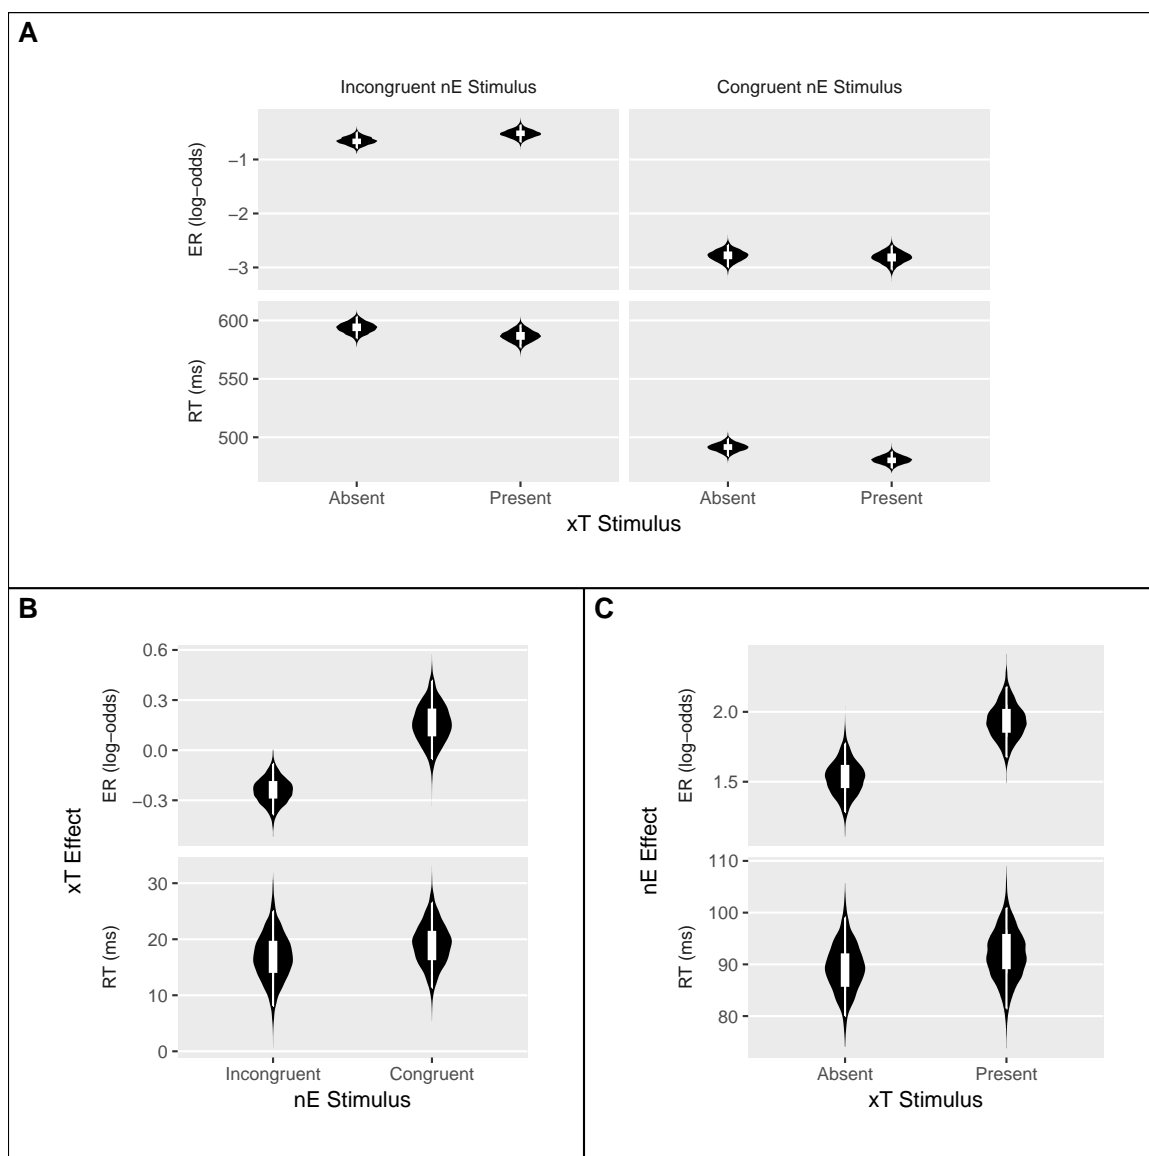 A
Incongruent nE Stimulus
Congruent nE Stimulus
ER (log−odds)
−1
−2
−3
RT (ms)
600
550
500
Absent
Present
Absent
Present
xT Stimulus
B
xT Effect
ER (log−odds)
0.6
0.3
0.0
−0.3
RT (ms)
30
20
10
0
Incongruent
Congruent
nE Stimulus
C
nE Effect
ER (log−odds)
2.0
1.5
RT (ms)
110
100
90
80
Absent
Present
xT Stimulus